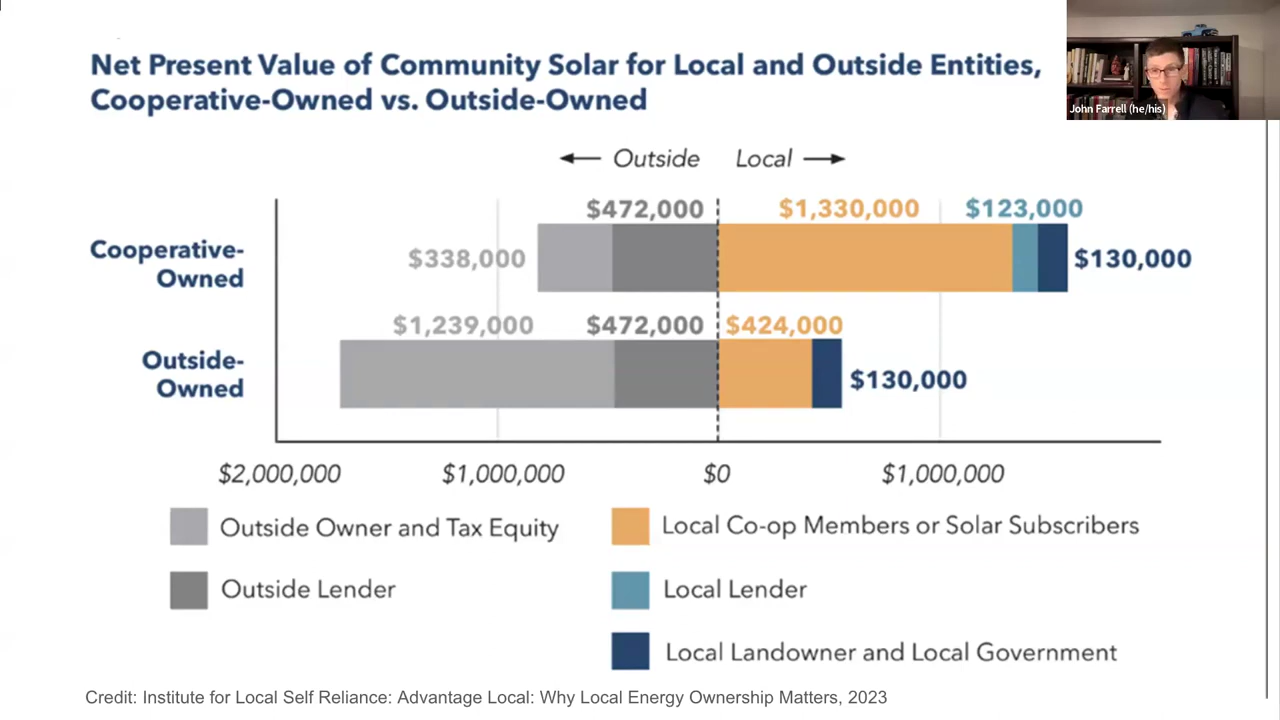 Net Present Value of Community Solar for Local and Outside Entities,
Cooperative-Owned vs. Outside-Owned
John Farrell (he/his)
Outside Local
$472,000 $1,330,000 $123,000
Cooperative-
Owned
$338,000
$130,000
$1,239,000 $472,000 $424,000
Outside-
Owned
$130,000
$2,000,000 $1,000,000 $0 $1,000,000
Outside Owner and Tax Equity
Local Co-op Members or Solar Subscribers
Outside Lender
Local Lender
Local Landowner and Local Government
Credit: Institute for Local Self Reliance: Advantage Local: Why Local Energy Ownership Matters, 2023